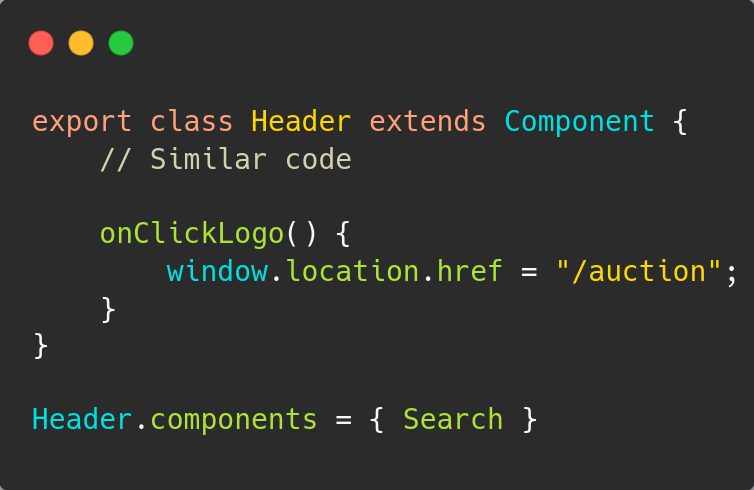 export class Header extends Component {
    // Similar code

    onClickLogo() {
        window.location.href = "/auction";
    }
}

Header.components = { Search }